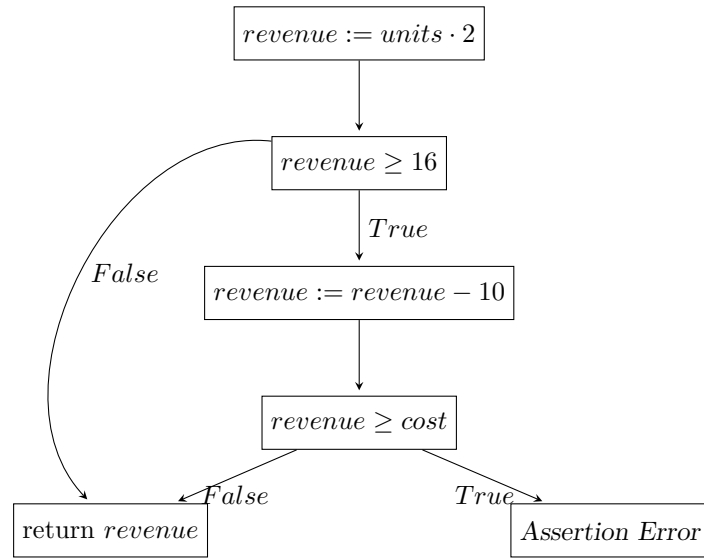 revenue := units · 2
revenue ≥ 16
True
False
revenue := revenue − 10
revenue ≥ cost
False
True
return revenue
Assertion Error